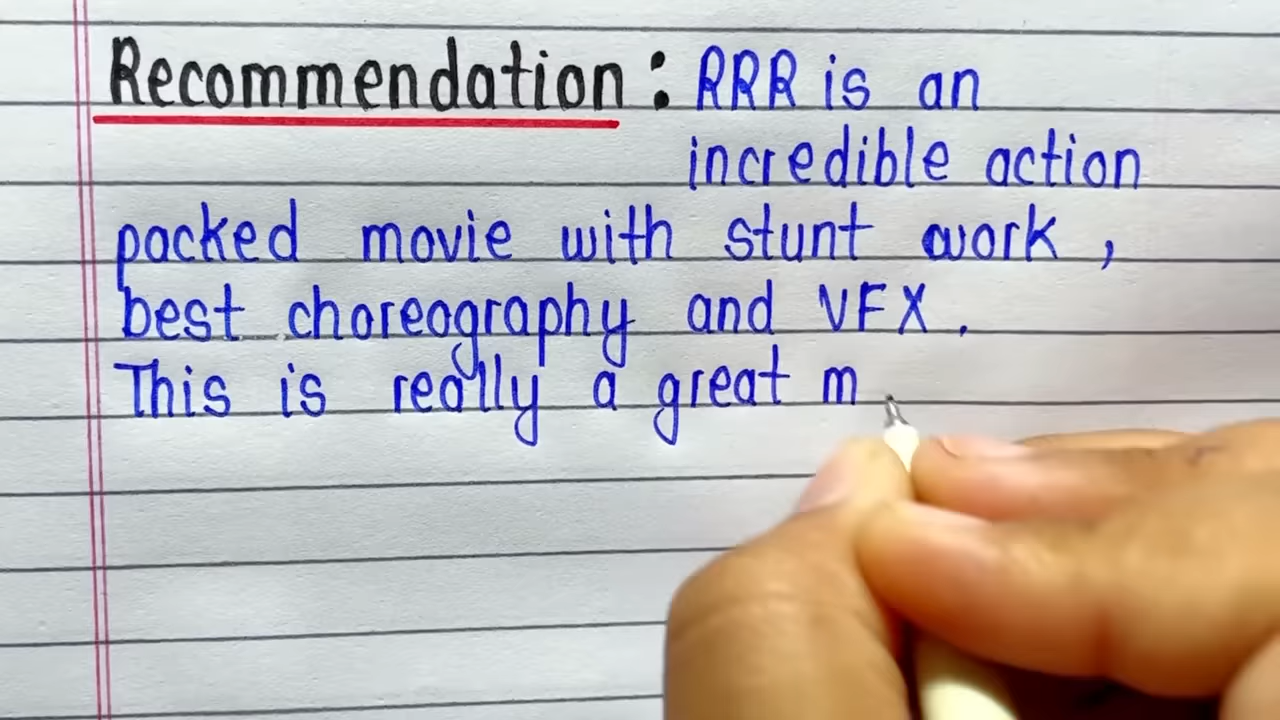 Recommendation : RRR is an
incredible action
packed movie with stunt work ,
best choreography and VFX .
This is really a great m